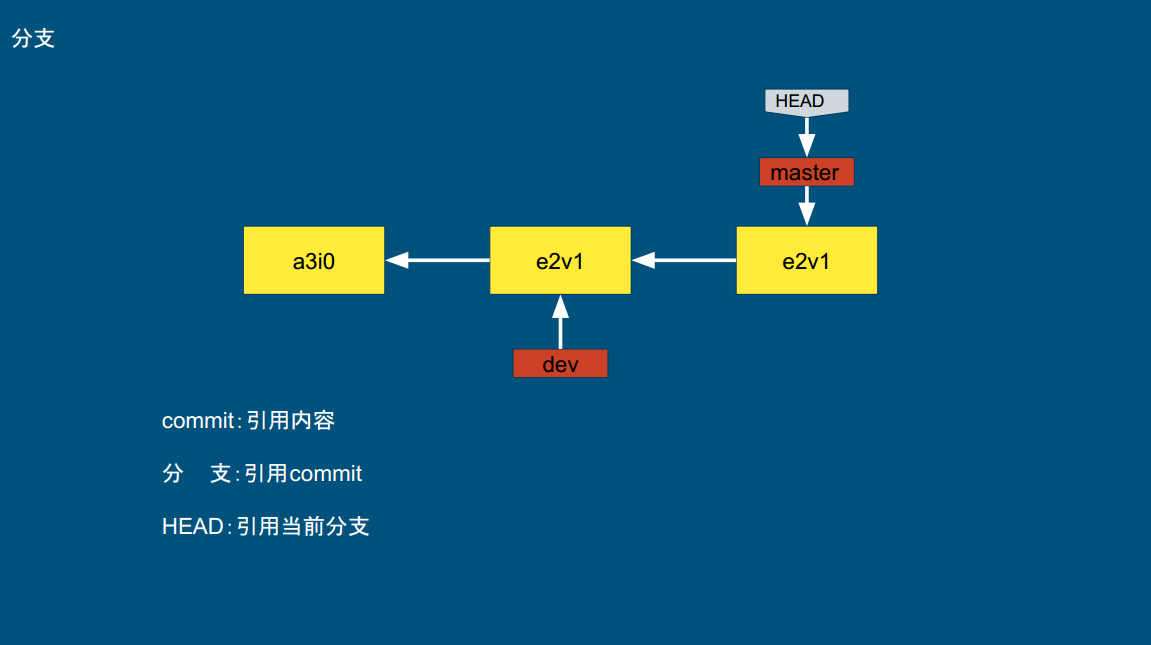 分支
HEAD
master
a3i0
e2v1
e2v1
dev
commit：引用内容
分 支：引用commit
HEAD：引用当前分支